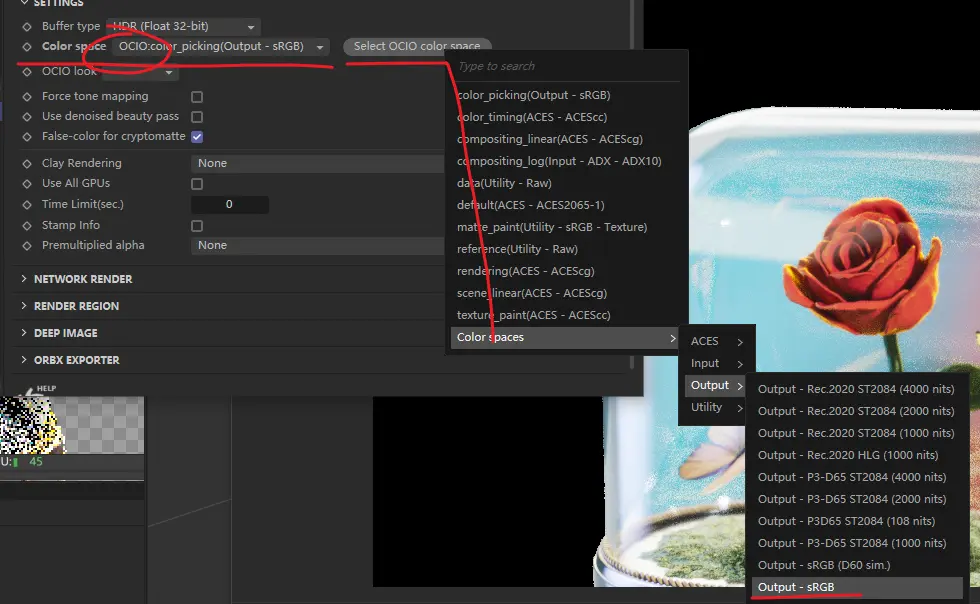 SETTINGS
Buffer type HDR (Float 32-bit)
Color space OCIO:color_picking(Output - sRGB) Select OCIO color space
OCIO look
Force tone mapping
Use denoised beauty pass
False-color for cryptomatte
Clay Rendering None
Use All GPUs
Time Limit(sec.) 0
Stamp Info
Premultiplied alpha None
NETWORK RENDER
RENDER REGION
DEEP IMAGE
ORBX EXPORTER
HELP
U: 45
Type to search
color_picking(Output - sRGB)
color_timing(ACES - ACEScc)
compositing_linear(ACES - ACEScg)
compositing_log(Input - ADX - ADX10)
data(Utility - Raw)
default(ACES - ACES2065-1)
matte_paint(Utility - sRGB - Texture)
reference(Utility - Raw)
rendering(ACES - ACEScg)
scene_linear(ACES - ACEScg)
texture_paint(ACES - ACEScc)
Color spaces
ACES
Input
Output
Utility
Output - Rec.2020 ST2084 (4000 nits)
Output - Rec.2020 ST2084 (2000 nits)
Output - Rec.2020 ST2084 (1000 nits)
Output - Rec.2020 HLG (1000 nits)
Output - P3-D65 ST2084 (4000 nits)
Output - P3-D65 ST2084 (2000 nits)
Output - P3D65 ST2084 (108 nits)
Output - P3-D65 ST2084 (1000 nits)
Output - sRGB (D60 sim.)
Output - sRGB